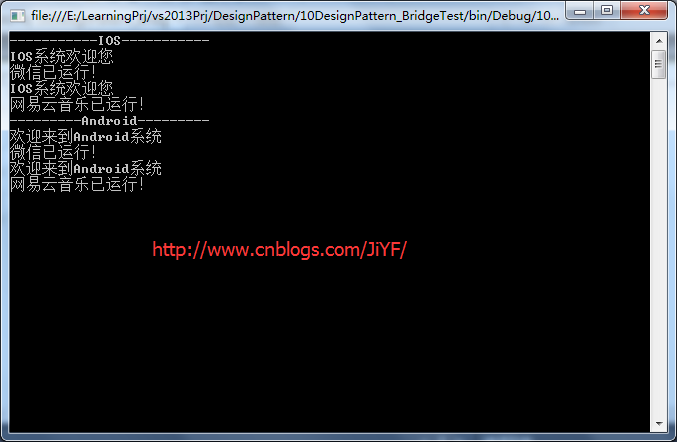 file:///E:/LearningPrj/vs2013Prj/DesignPattern/10DesignPattern_BridgeTest/bin/Debug/10...
-----------IOS-----------
IOS系统欢迎您
微信已运行!
IOS系统欢迎您
网易云音乐已运行!
---------Android---------
欢迎来到Android系统
微信已运行!
欢迎来到Android系统
网易云音乐已运行!
http://www.cnblogs.com/JiYF/